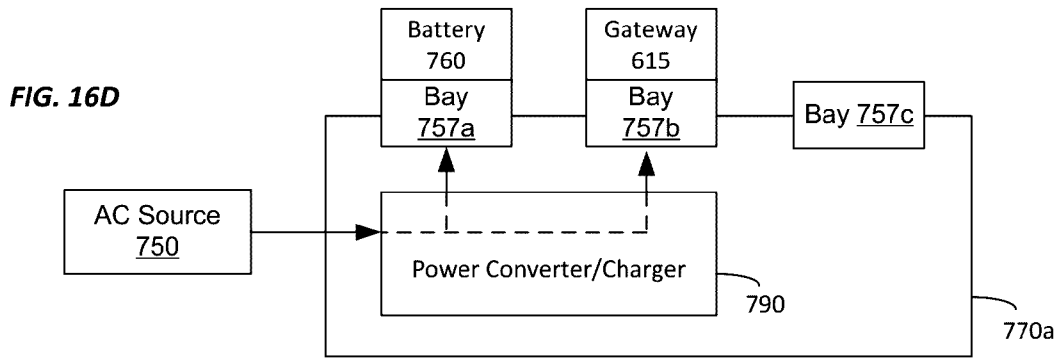 FIG. 16D
Battery
760
Bay
757a
Gateway
615
Bay
757b
Bay 757c
AC Source
750
Power Converter/Charger
790
770a